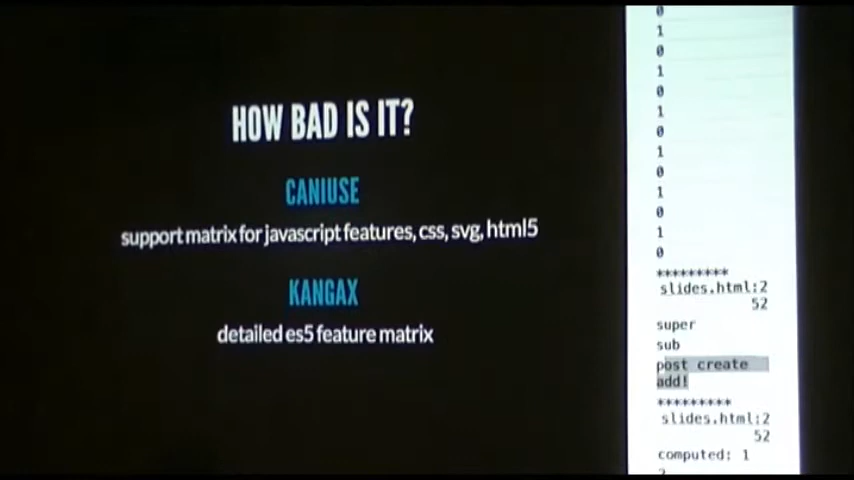 HOW BAD IS IT?
CANIUSE
support matrix for javascript features, css, svg, html5
KANGAX
detailed es5 feature matrix
0
1
0
1
0
1
0
1
0
1
0
1
0
*********
slides.html:2
52
super
sub
post create
add!
*********
slides.html:2
52
computed: 1